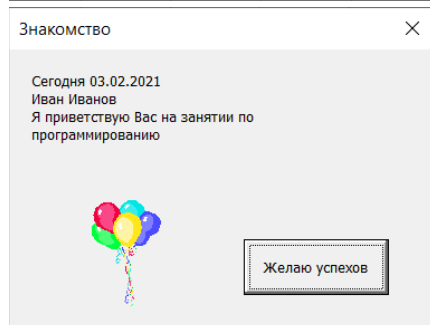 Знакомство
Сегодня 03.02.2021
Иван Иванов
Я приветствую Вас на занятии по
программированию
Желаю успехов